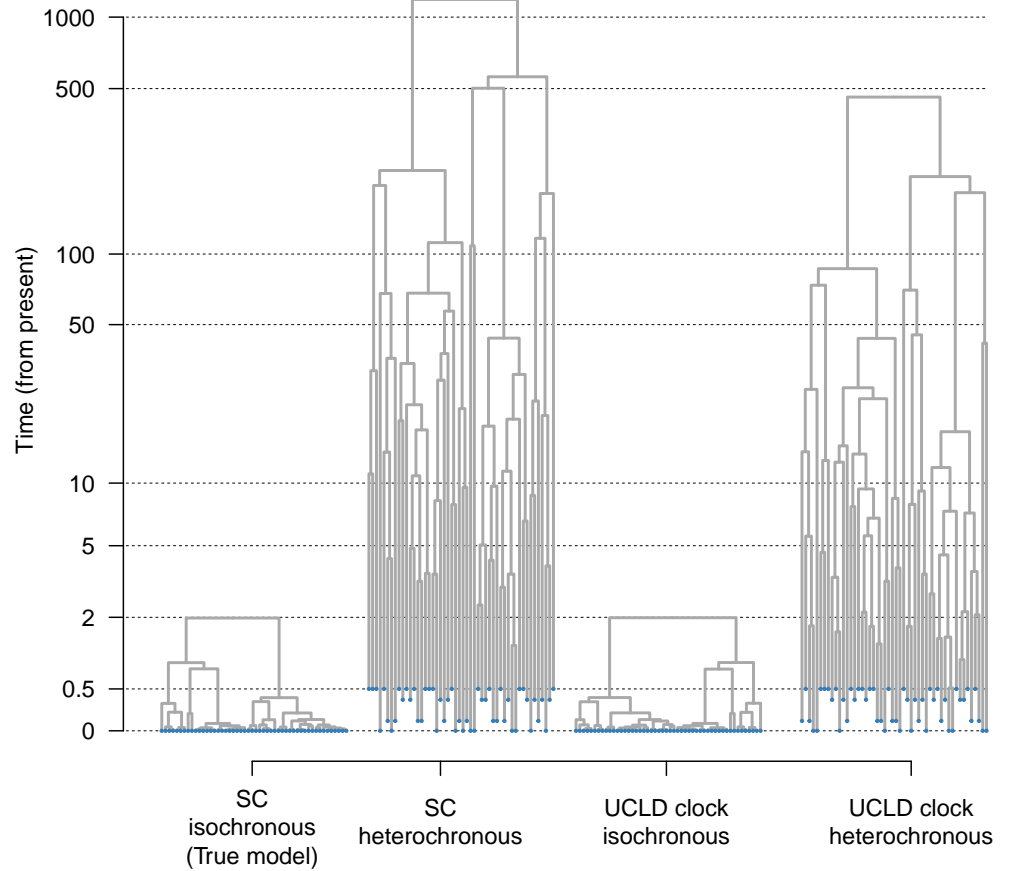 1000
500
100
50
10
5
2
0.5
0
Time (from present)
SC
isochronous
(True model)
SC
heterochronous
UCLD clock
isochronous
UCLD clock
heterochronous